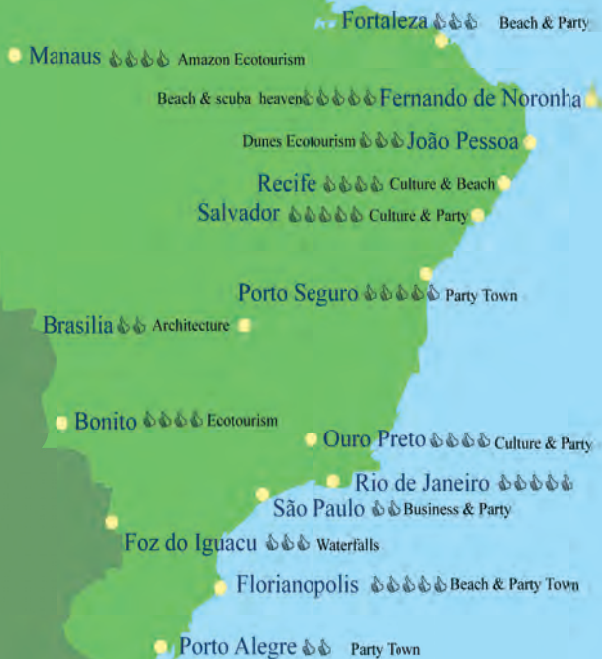 Fortaleza 👍👍👍 Beach & Party
Manaus 👍👍👍👍 Amazon Ecotourism
Beach & scuba heaven 👍👍👍👍👍 Fernando de Noronha
Dunes Ecotourism 👍👍👍 João Pessoa
Recife 👍👍👍👍 Culture & Beach
Salvador 👍👍👍👍👍 Culture & Party
Porto Seguro 👍👍👍👍👍 Party Town
Brasilia 👍👍 Architecture
Bonito 👍👍👍👍 Ecotourism
Ouro Preto 👍👍👍👍 Culture & Party
Rio de Janeiro 👍👍👍👍👍
São Paulo 👍👍 Business & Party
Foz do Iguacu 👍👍👍 Waterfalls
Florianopolis 👍👍👍👍👍 Beach & Party Town
Porto Alegre 👍👍 Party Town